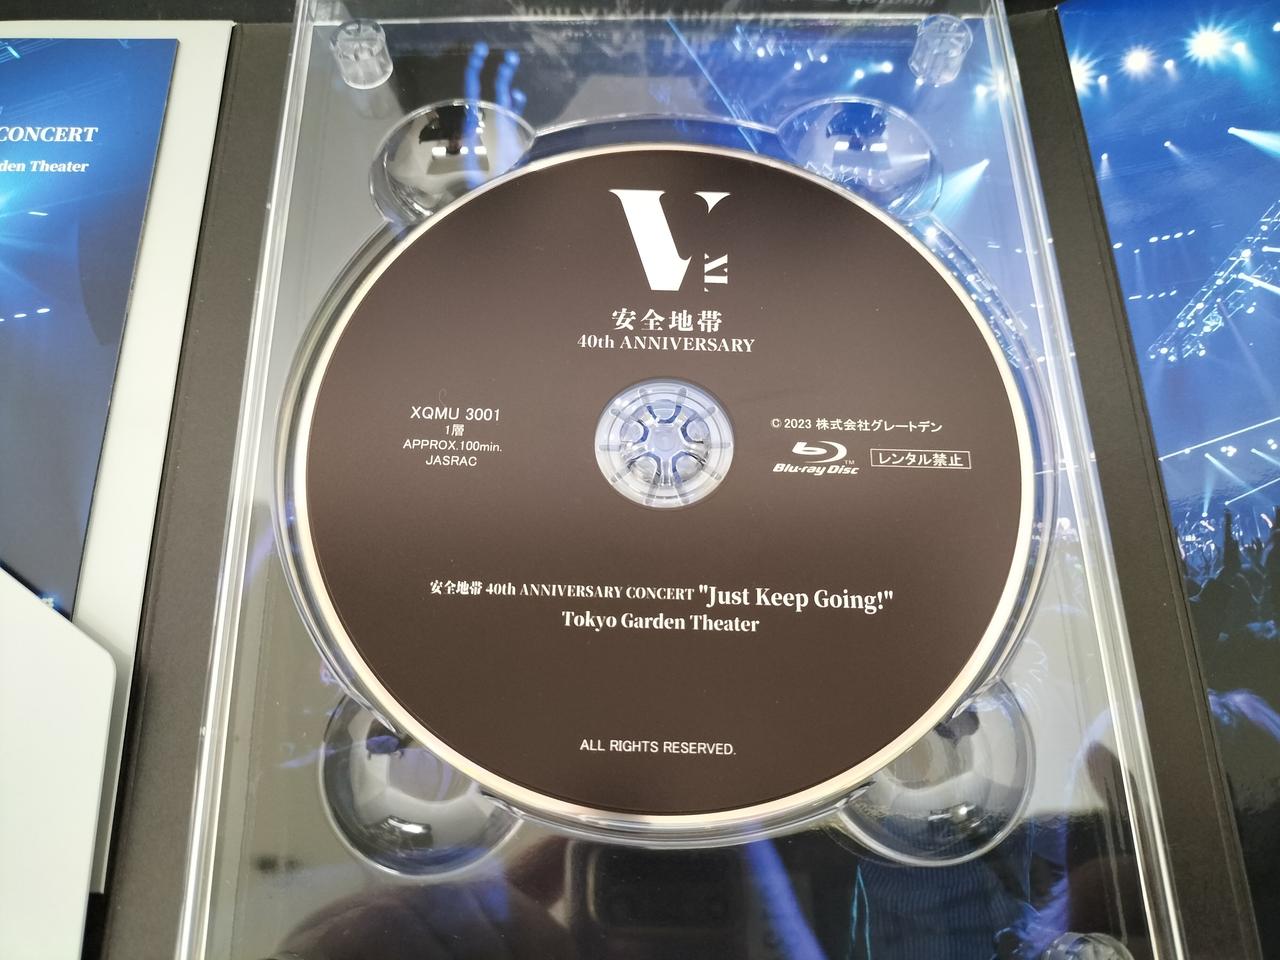 CONCERT
den Theater
安全地帯
40th ANNIVERSARY
XQMU 3001
1層
APPROX.100min.
JASRAC
© 2023 株式会社グレートデン
Blu-ray Disc™
レンタル禁止
安全地帯 40th ANNIVERSARY CONCERT "Just Keep Going!"
Tokyo Garden Theater
ALL RIGHTS RESERVED.